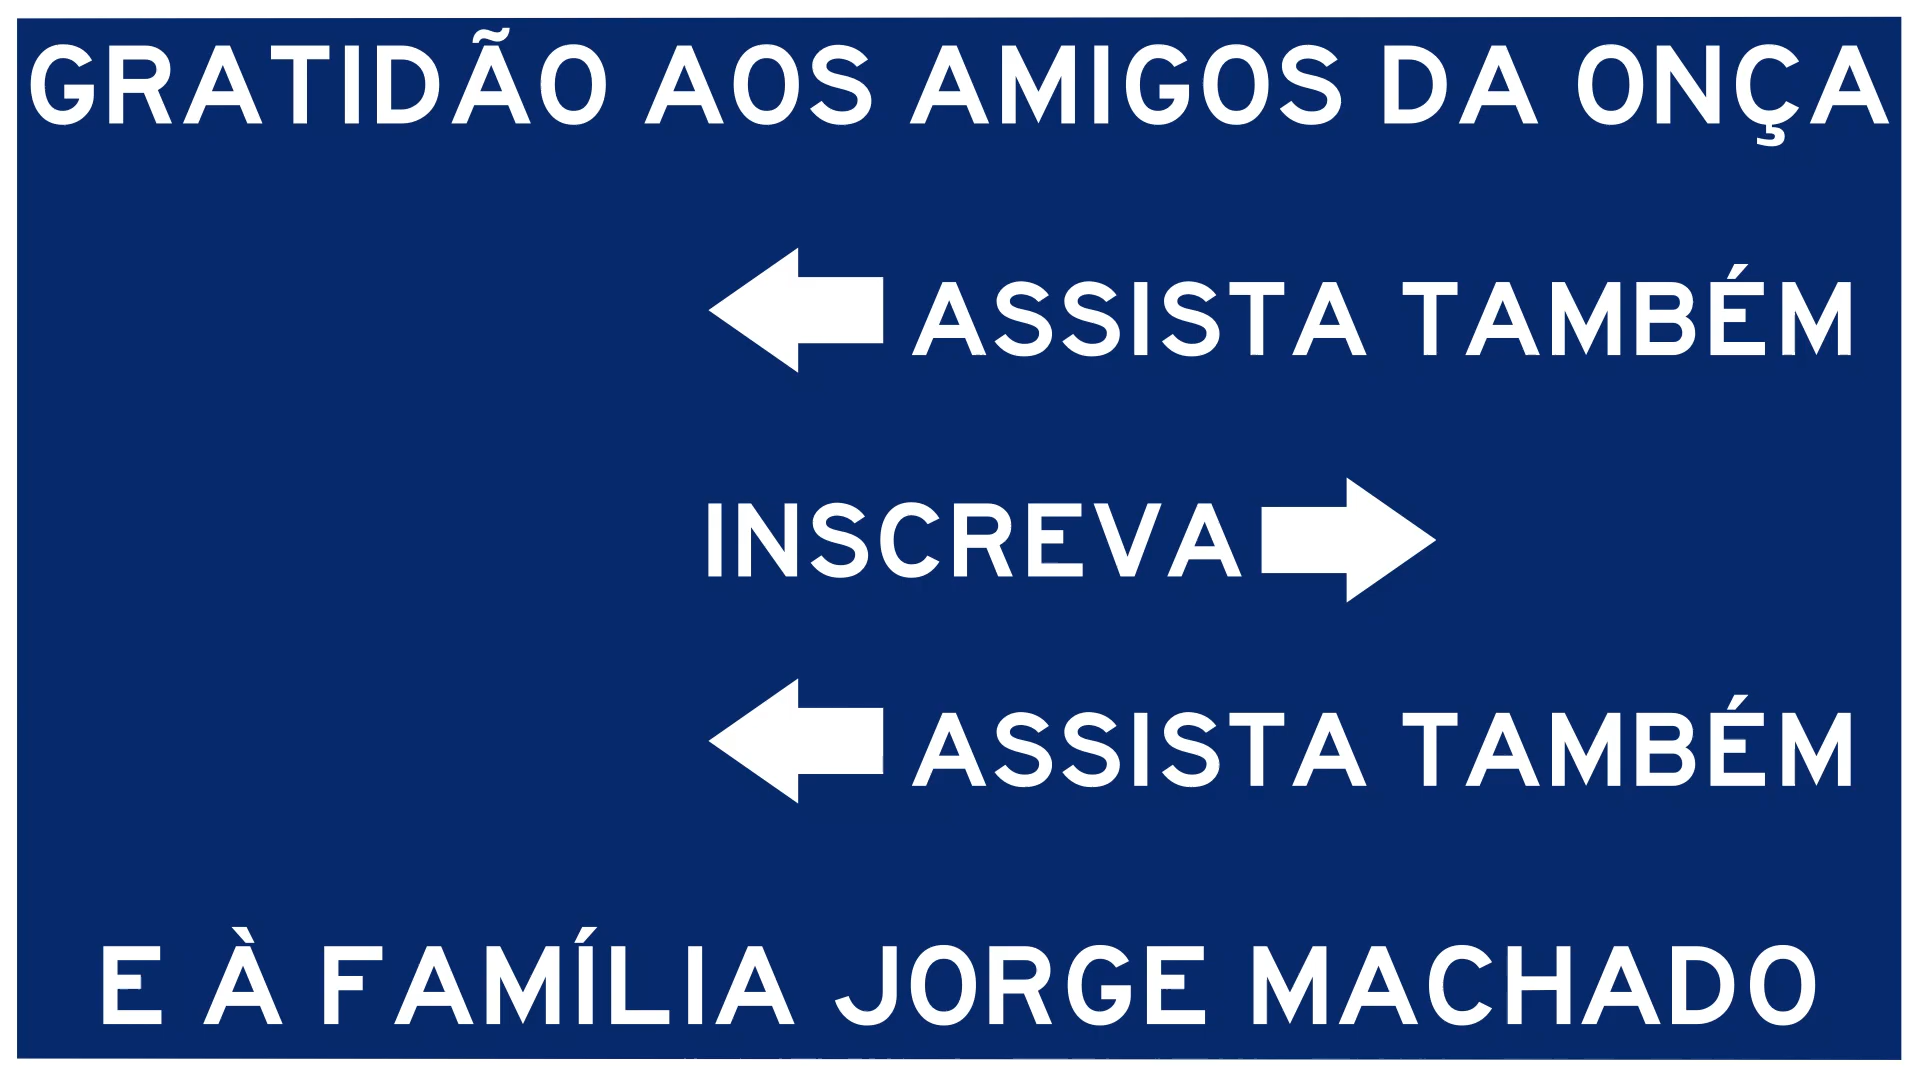 GRATIDÃO AOS AMIGOS DA ONÇA
ASSISTA TAMBÉM
INSCREVA
ASSISTA TAMBÉM
E À FAMÍLIA JORGE MACHADO